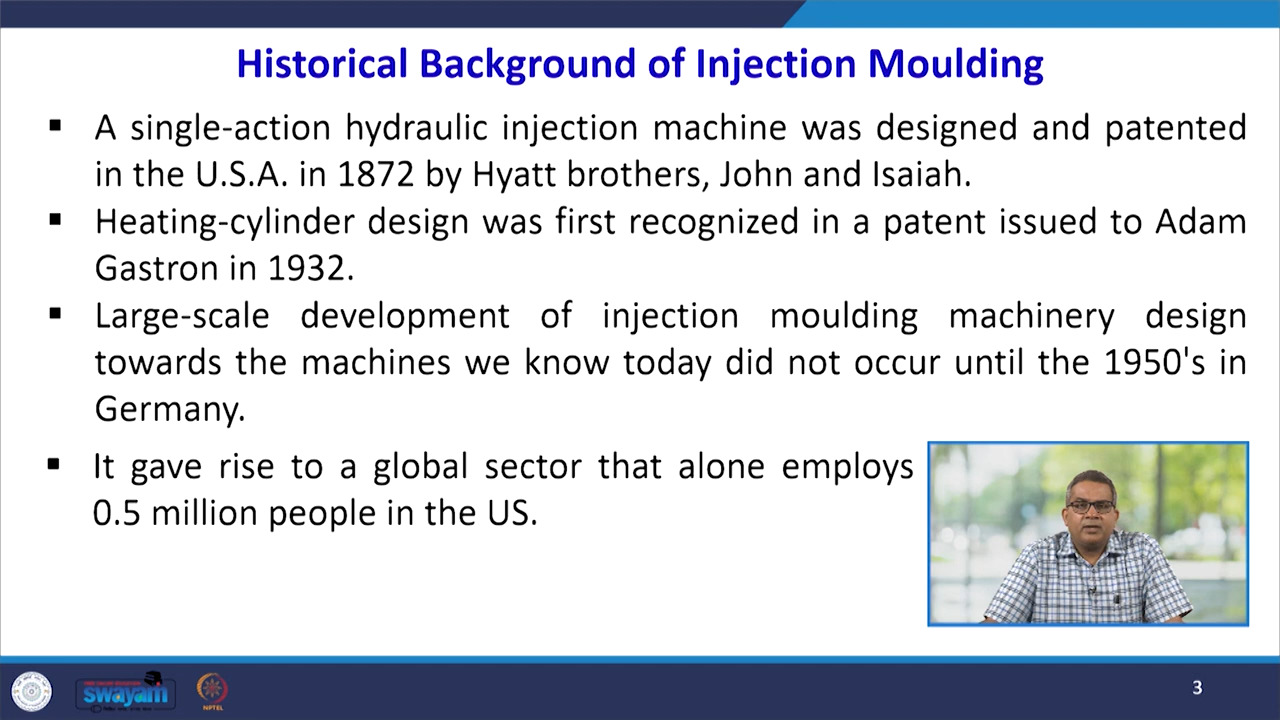 Historical Background of Injection Moulding
▪ A single-action hydraulic injection machine was designed and patented
in the U.S.A. in 1872 by Hyatt brothers, John and Isaiah.
▪ Heating-cylinder design was first recognized in a patent issued to Adam
Gastron in 1932.
▪ Large-scale development of injection moulding machinery design
towards the machines we know today did not occur until the 1950's in
Germany.
▪ It gave rise to a global sector that alone employs
0.5 million people in the US.
swayam
NPTEL
3